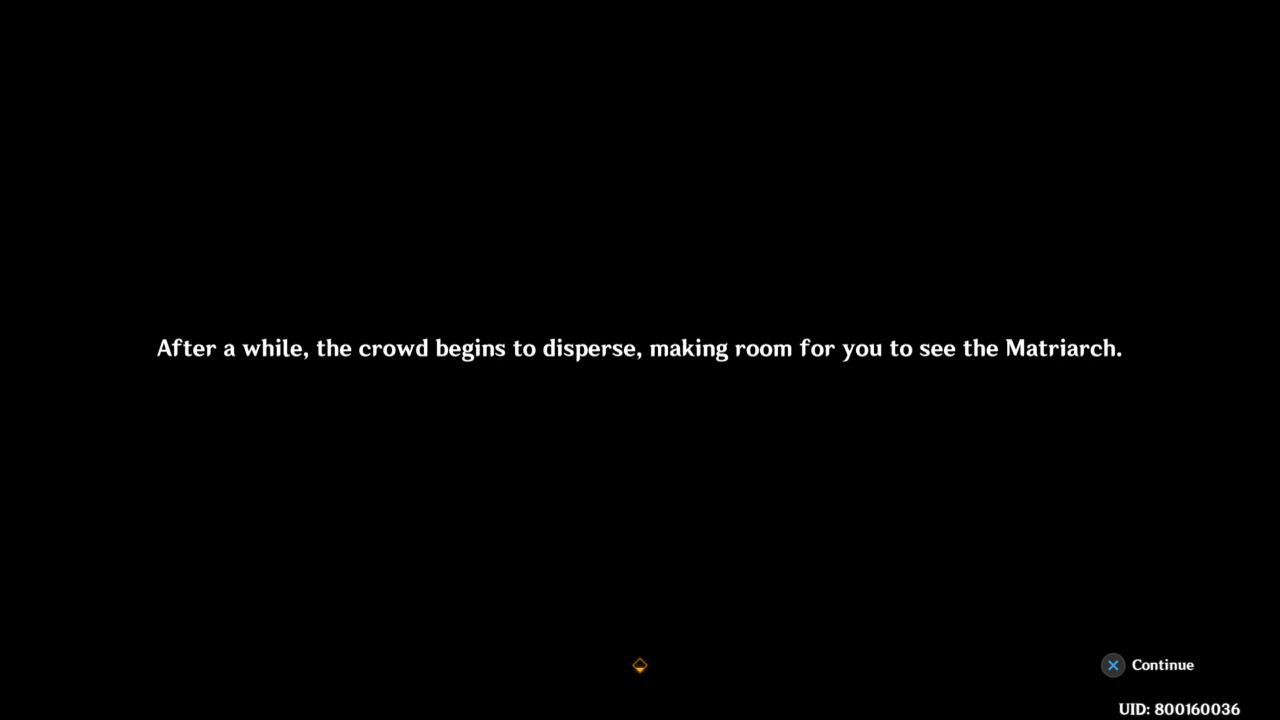 After a while, the crowd begins to disperse, making room for you to see the Matriarch.
Continue
UID: 800160036